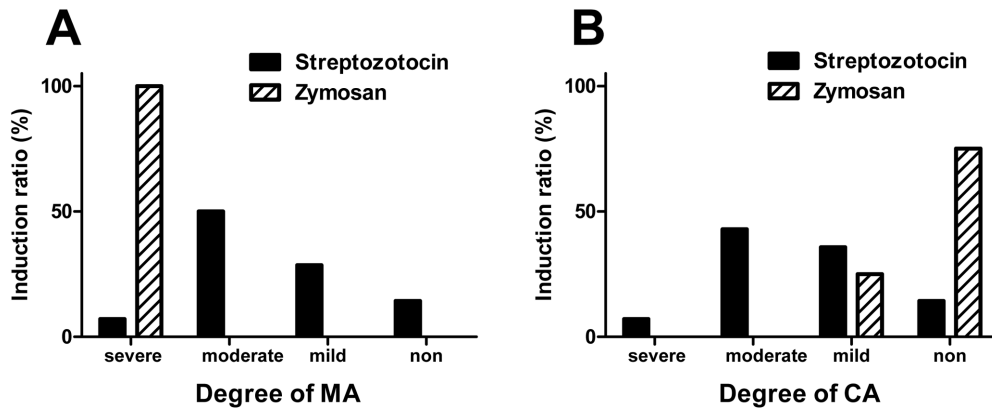 A
Streptozotocin
Zymosan
Induction ratio (%)
100
50
0
severe moderate mild non
Degree of MA
B
Streptozotocin
Zymosan
Induction ratio (%)
100
50
0
severe moderate mild non
Degree of CA